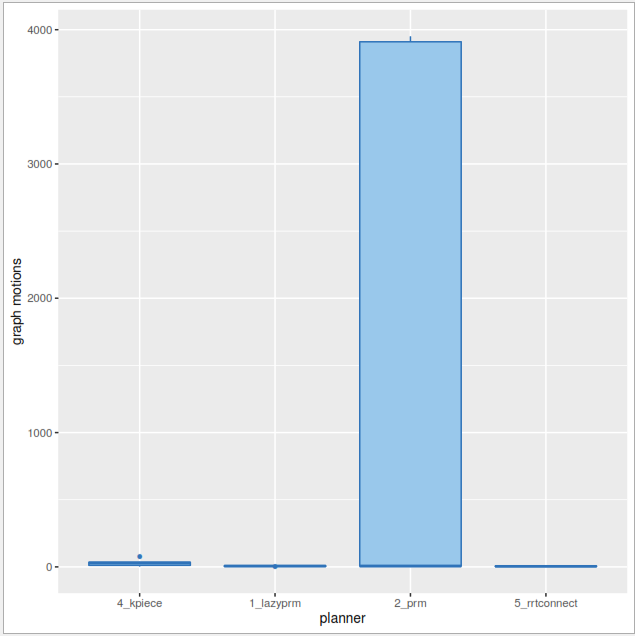 graph motions
4000
3000
2000
1000
0
4_kpiece 1_lazyprm 2_prm 5_rrtconnect
planner